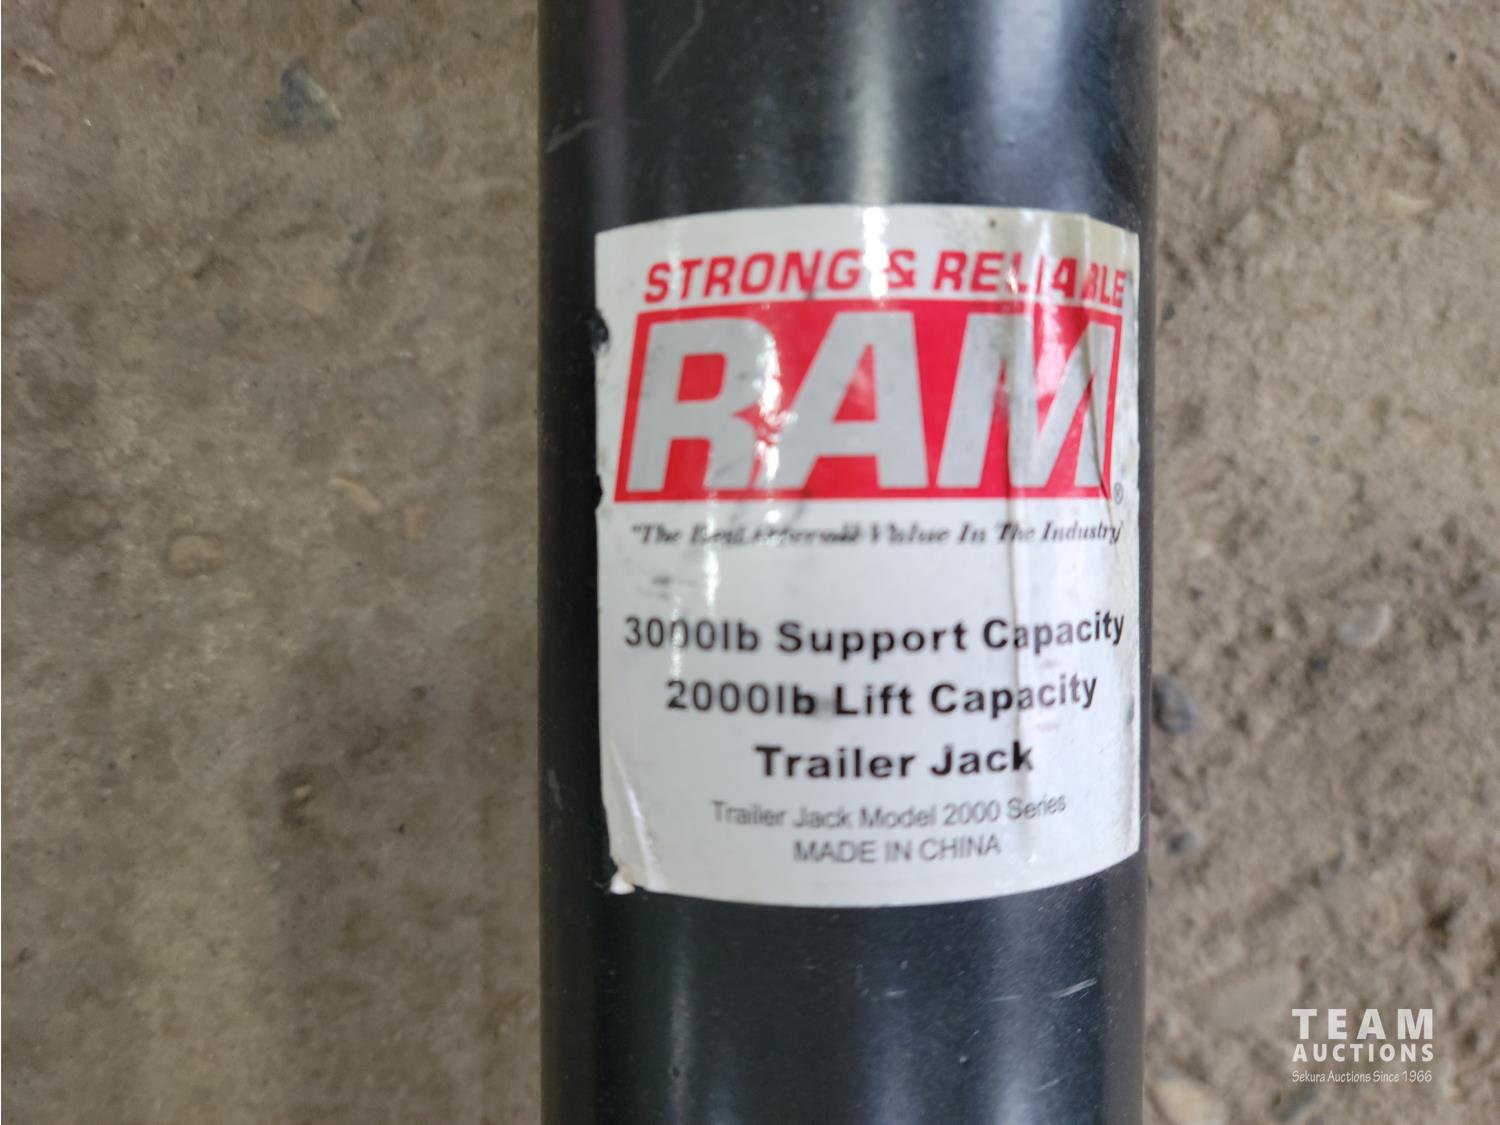 STRONG & RELIABLE
RAM®
"The Best Overall Value In The Industry"
3000lb Support Capacity
2000lb Lift Capacity
Trailer Jack
Trailer Jack Model 2000 Series
MADE IN CHINA
TEAM
AUCTIONS
Sekura Auctions Since 1966